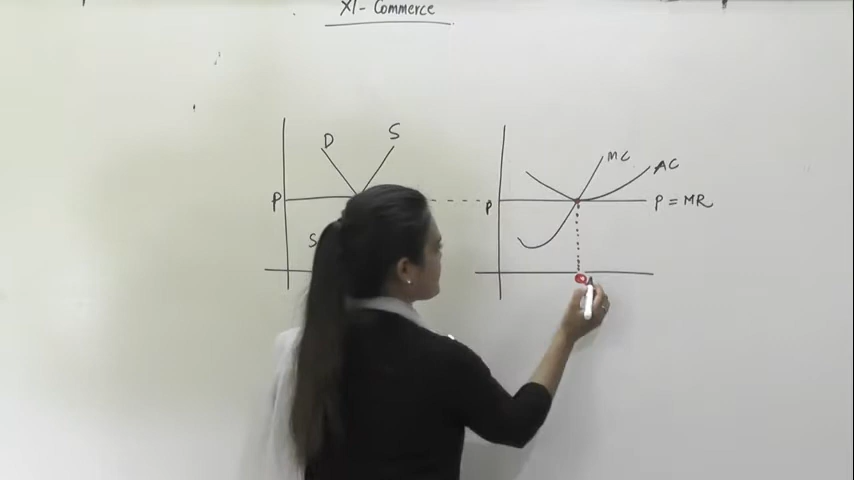 XI - Commerce
D S
P
S
MC
AC
P P = MR